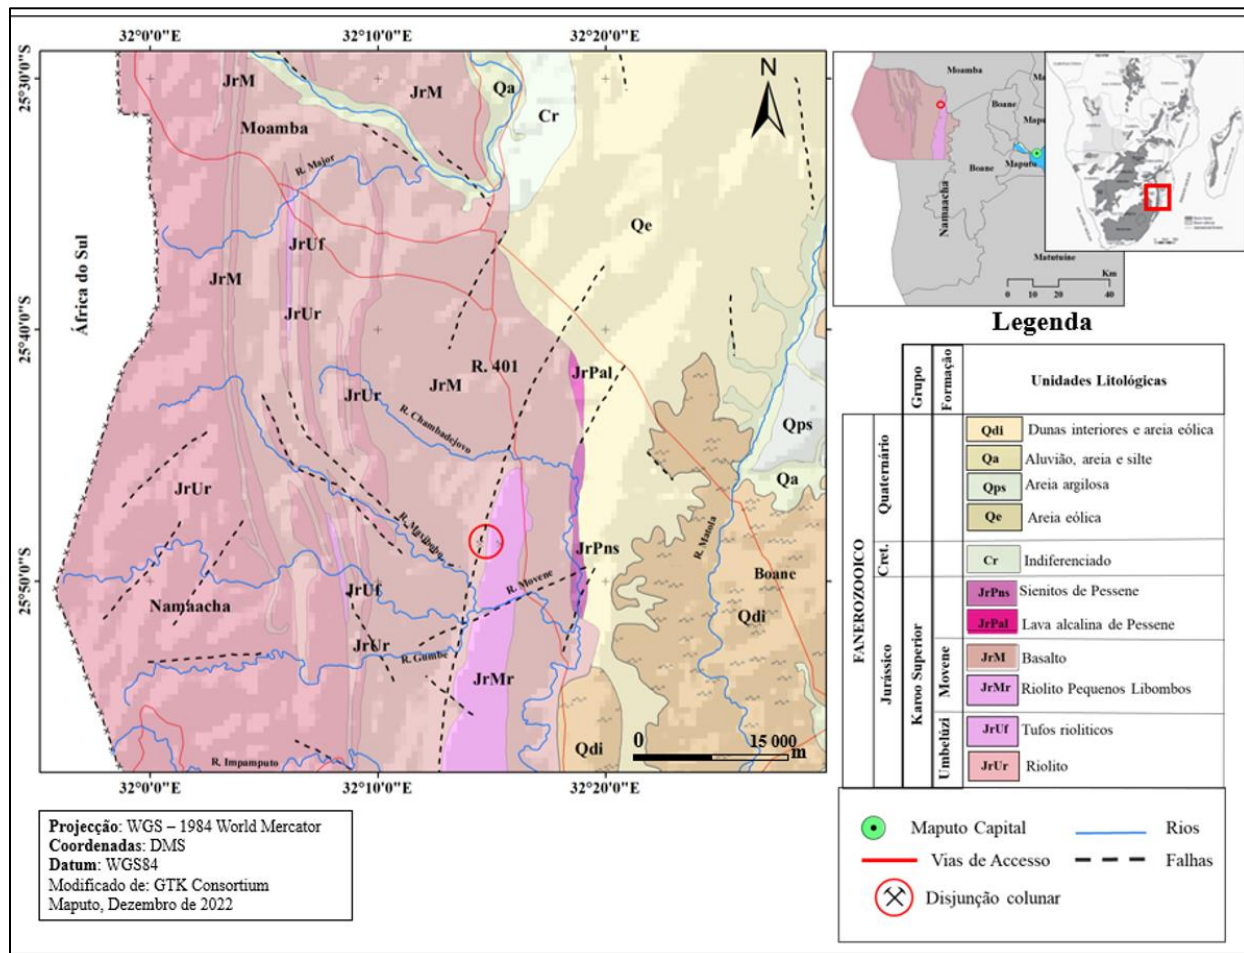 32°0'0"E
32°10'0"E
32°20'0"E
25°30'0"S
25°40'0"S
25°50'0"S
África do Sul
JrM
JrM
Qa
Cr
Moamba
R. Major
N
Qe
JrUf
JrM
JrUr
R. 401
JrM
JrPal
JrUr
R. Chambadejovo
Qps
Qa
JrUr
R. Matola
JrPns
Boane
R. Movene
Namaacha
JrUf
Qdi
JrUr
R. Gumbe
JrMr
Qdi
0 15 000
m
R. Impamputo
32°0'0"E
32°10'0"E
32°20'0"E
Moamba
Boane
Boane
Maputo
Namaacha
Matutuíne
Km
0 10 20 40
Legenda
Grupo
Formação
Unidades Litológicas
FANEROZOOICO
Quaternário
Qdi Dunas interiores e areia eólica
Qa Aluvião, areia e silte
Qps Areia argilosa
Qe Areia eólica
Cret.
Cr Indiferenciado
Jurássico
Karoo Superior
JrPns Sienitos de Pessene
JrPal Lava alcalina de Pessene
Movene
JrM Basalto
JrMr Riolito Pequenos Libombos
Umbelúzi
JrUf Tufos rioliticos
JrUr Riolito
Maputo Capital
Rios
Vias de Accesso
Falhas
Disjunção colunar
Projecção: WGS – 1984 World Mercator
Coordenadas: DMS
Datum: WGS84
Modificado de: GTK Consortium
Maputo, Dezembro de 2022